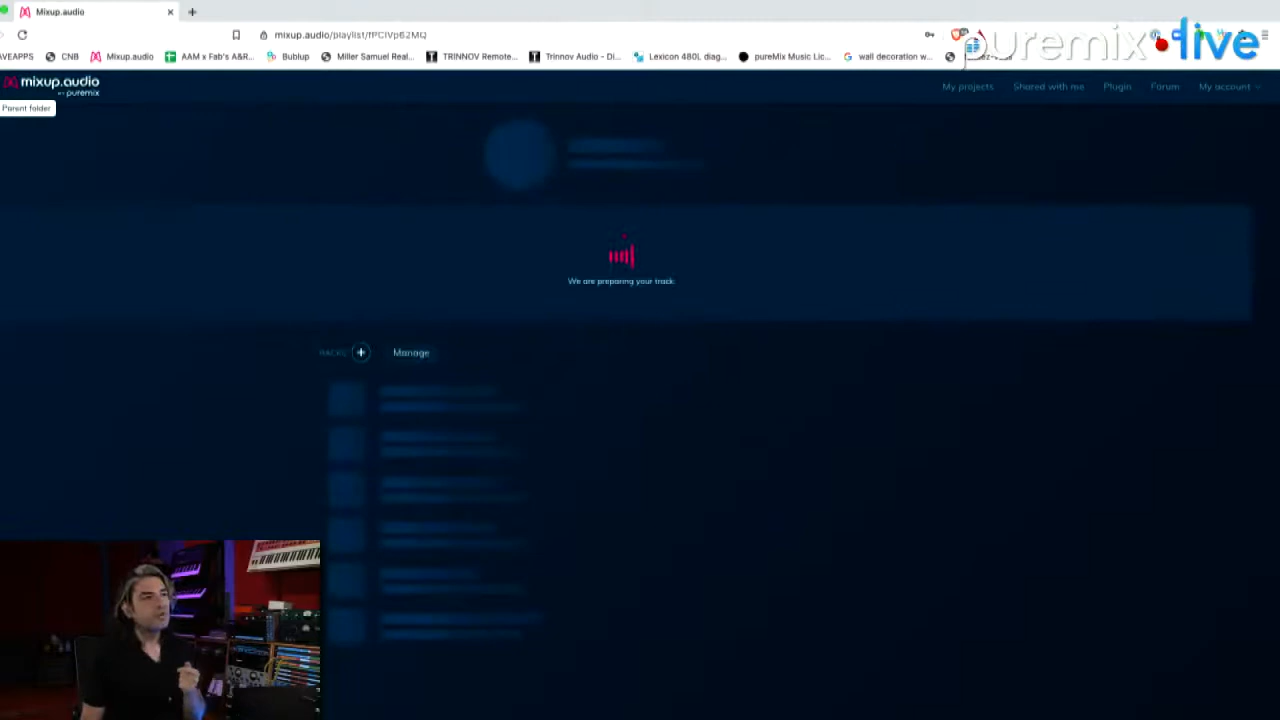 Mixup.audio
mixup.audio/playlist/fPCIVp62MQ
puremix live
AVEAPPS
CNB
Mixup.audio
AAM x Fab's A&R...
Bublup
Miller Samuel Real...
TRINNOV Remote...
Trinnov Audio - Di...
Lexicon 480L diag...
pureMix Music Lic...
wall decoration w...
mixup.audio
BY puremix
My projects
Shared with me
Plugin
Forum
My account
Parent folder
We are preparing your track
Manage